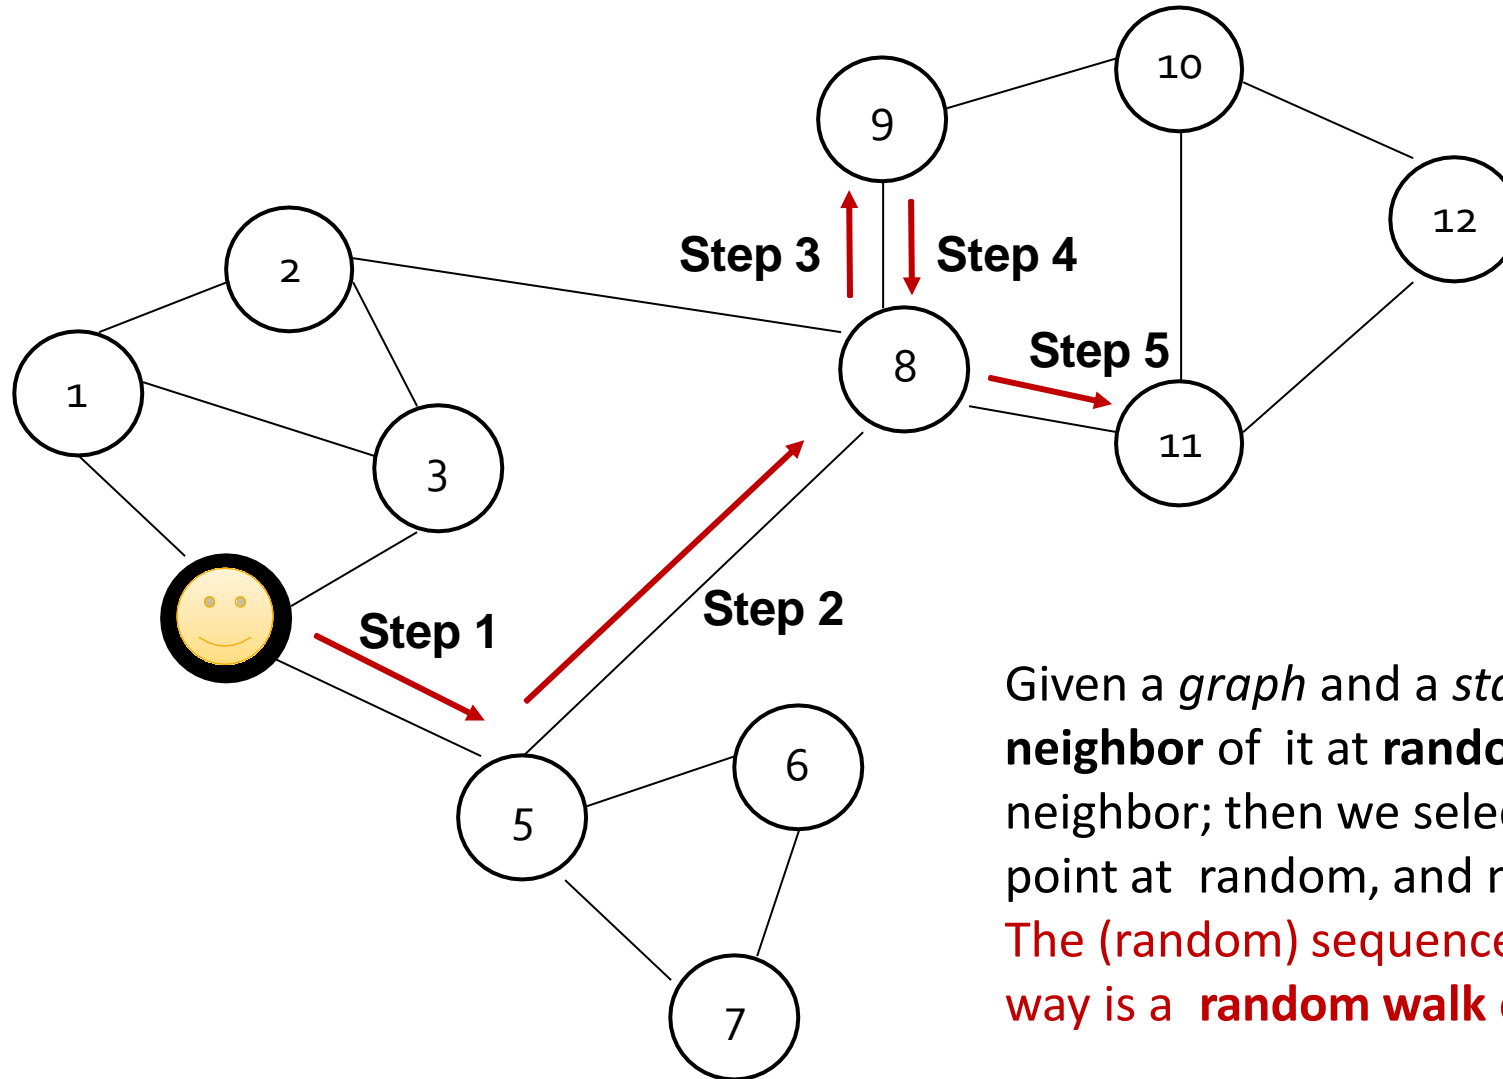 10
9
12
2
Step 3
Step 4
Step 5
8
1
11
3
Step 2
Step 1
Given a graph and a
neighbor of it at
neighbor; then we
point at random, and
The (random)
way is a random walk
6
5
7